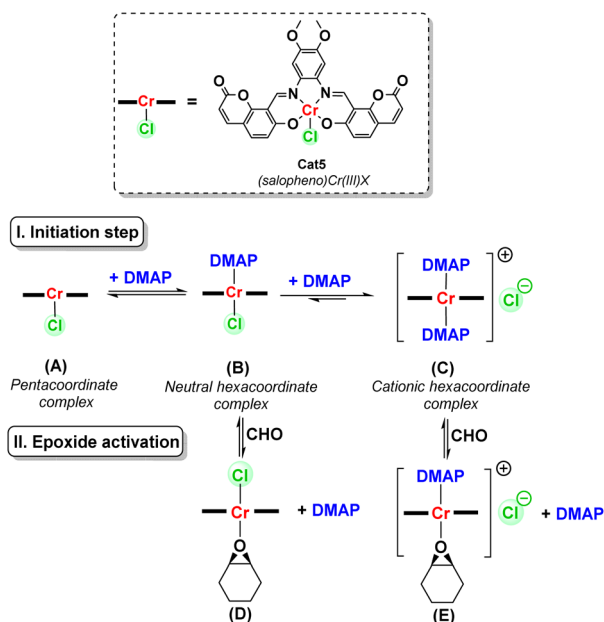 O O
O O O O
N N
Cr = Cr
Cl O Cl O
Cat5
(salopheno)Cr(III)X
I. Initiation step
DMAP DMAP ⊕
+ DMAP + DMAP
Cr Cr Cr Cl ⊖
Cl Cl DMAP
(A) (B) (C)
Pentacoordinate Neutral hexacoordinate Cationic hexacoordinate
complex complex complex
II. Epoxide activation
CHO CHO
Cl DMAP ⊕
Cr + DMAP Cr Cl ⊖ + DMAP
O O
(D) (E)